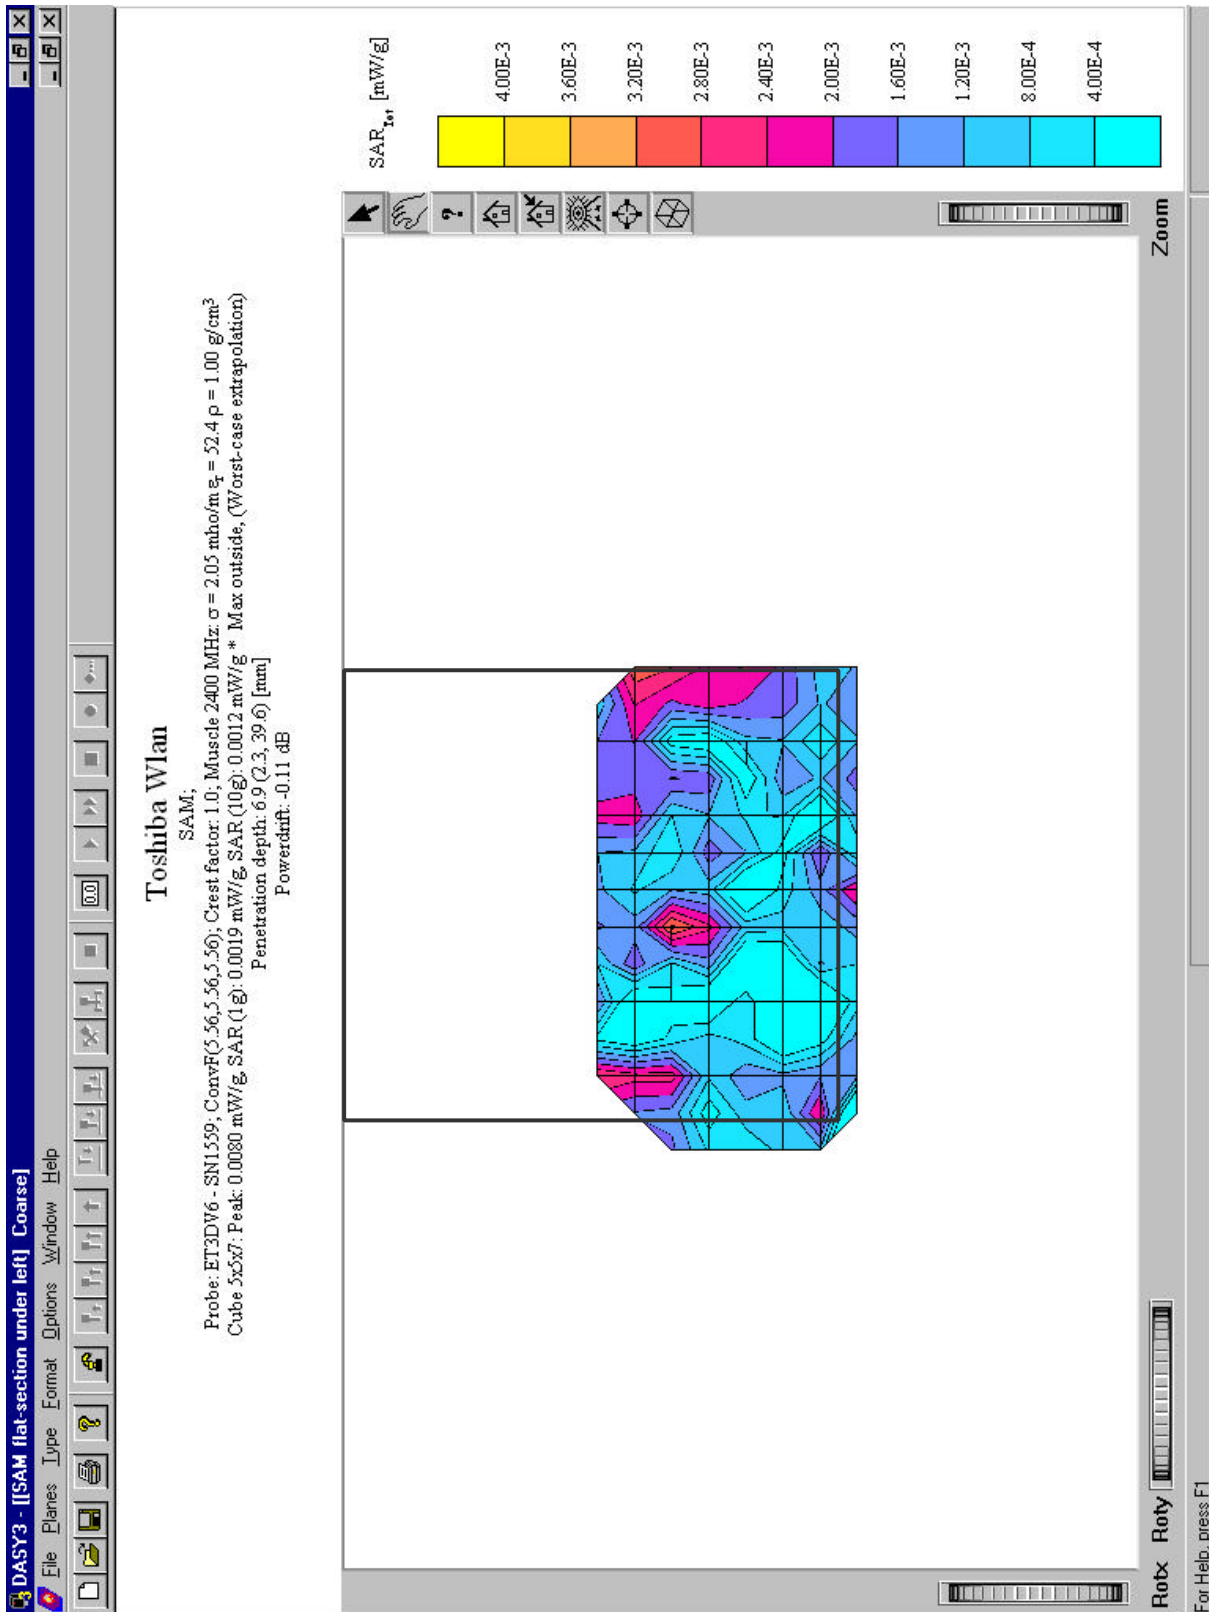 DASY3 - [[SAM flat-section under left]  Coarse]
File Planes Type Format Options Window Help
0.0
Toshiba Wlan
SAM;
Probe: ET3DV6 - SN1559; ConvF(5.56,5.56,5.56); Crest factor: 1.0; Muscle 2400 MHz: σ = 2.05 mho/m εr = 52.4 ρ = 1.00 g/cm³
Cube 5x5x7: Peak: 0.0080 mW/g, SAR (1g): 0.0019 mW/g, SAR (10g): 0.0012 mW/g * Max outside, (Worst-case extrapolation)
Penetration depth: 6.9 (2.3, 39.6) [mm]
Powerdrift: -0.11 dB
SARTot [mW/g]
4.00E-3
3.60E-3
3.20E-3
2.80E-3
2.40E-3
2.00E-3
1.60E-3
1.20E-3
8.00E-4
4.00E-4
Rotx Roty Zoom
For Help, press F1